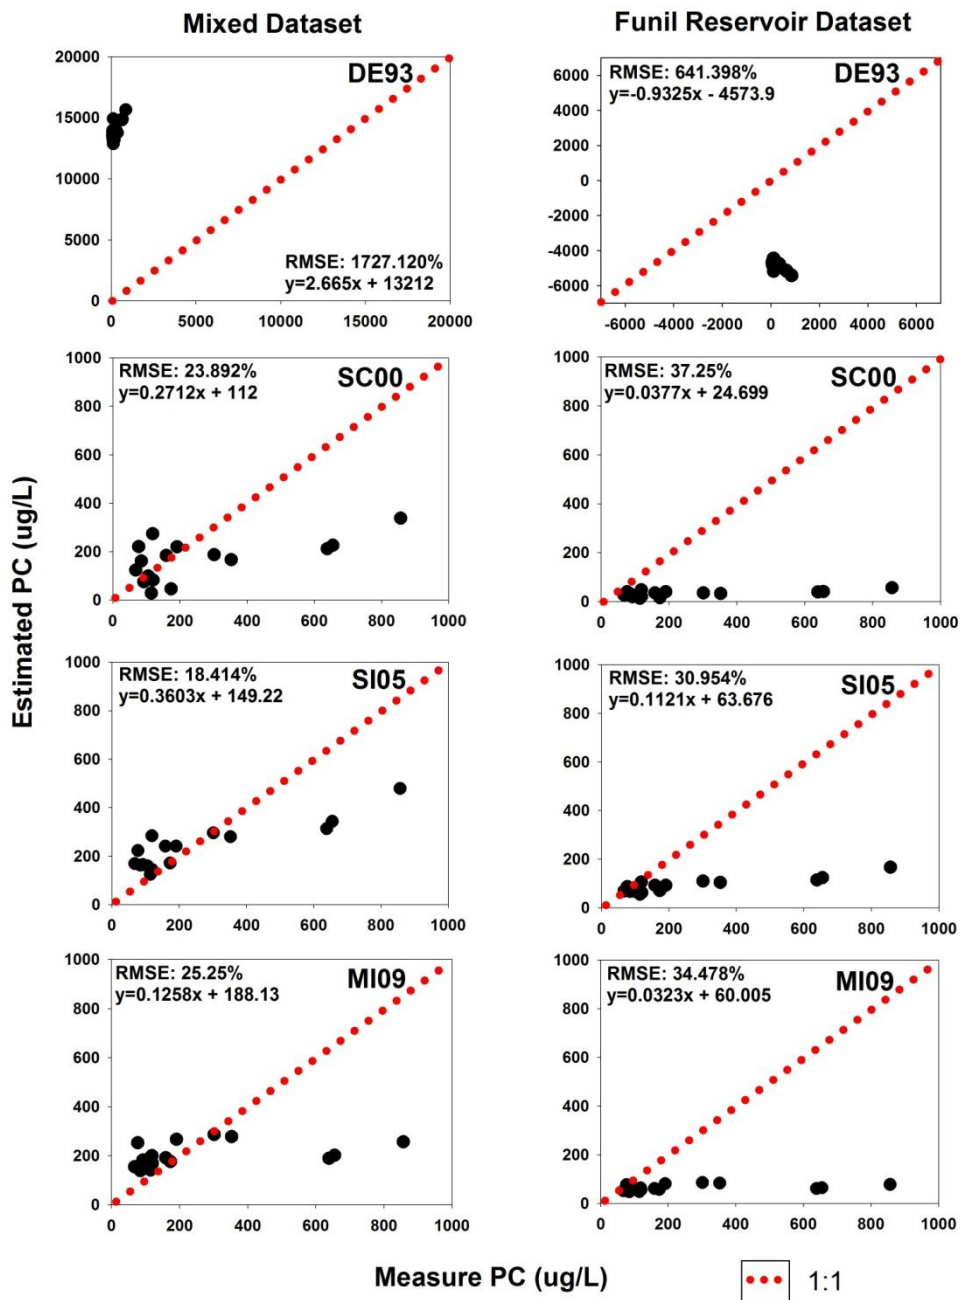 Mixed Dataset
Funil Reservoir Dataset
Estimated PC (ug/L)
DE93
20000
15000
10000
5000
0
RMSE: 1727.120%
y=2.665x + 13212
0 5000 10000 15000 20000
RMSE: 641.398%
y=-0.9325x - 4573.9
DE93
6000
4000
2000
0
-2000
-4000
-6000
-6000 -4000 -2000 0 2000 4000 6000
RMSE: 23.892%
y=0.2712x + 112
SC00
1000
800
600
400
200
0
0 200 400 600 800 1000
RMSE: 37.25%
y=0.0377x + 24.699
SC00
1000
800
600
400
200
0
0 200 400 600 800 1000
RMSE: 18.414%
y=0.3603x + 149.22
SI05
1000
800
600
400
200
0
0 200 400 600 800 1000
RMSE: 30.954%
y=0.1121x + 63.676
SI05
1000
800
600
400
200
0
0 200 400 600 800 1000
RMSE: 25.25%
y=0.1258x + 188.13
MI09
1000
800
600
400
200
0
0 200 400 600 800 1000
RMSE: 34.478%
y=0.0323x + 60.005
MI09
1000
800
600
400
200
0
0 200 400 600 800 1000
Measure PC (ug/L)
1:1